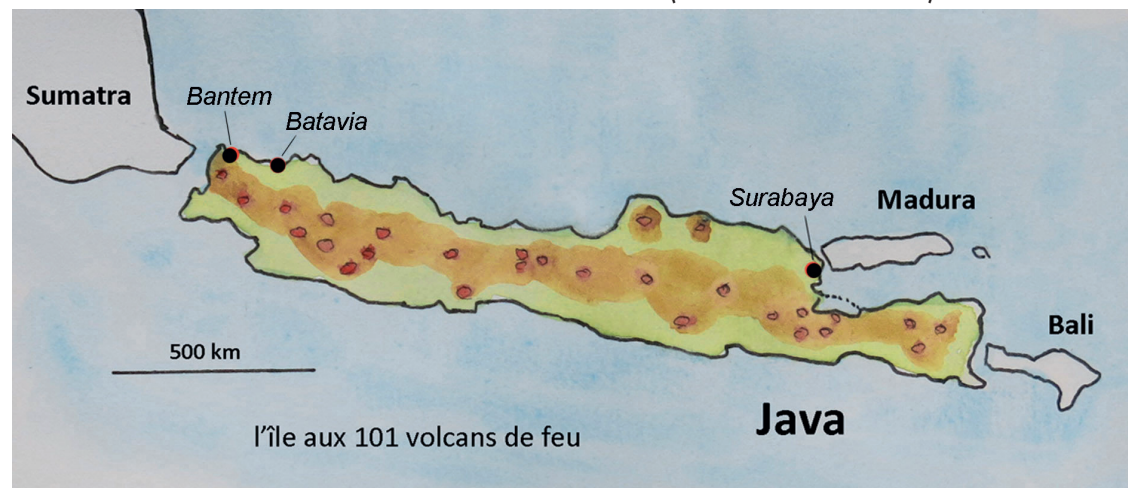 Sumatra
Bantem
Batavia
Surabaya
Madura
Bali
500 km
Java
l'île aux 101 volcans de feu